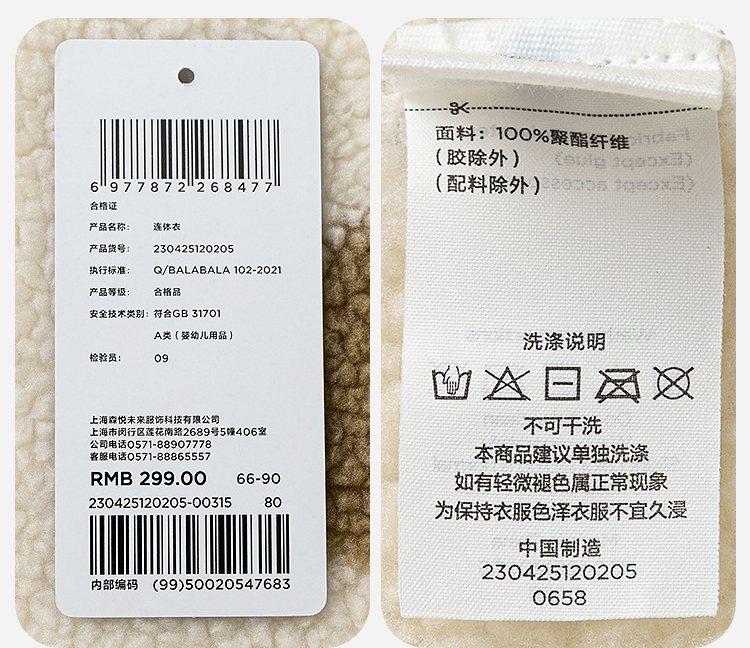 6 977872 268477
合格证
产品名称： 连体衣
产品货号： 230425120205
执行标准： Q/BALABALA 102-2021
产品等级： 合格品
安全技术类别：符合GB 31701
A类（婴幼儿用品）
检验员： 09
上海森悦未来服饰科技有限公司
上海市闵行区莲花南路2689号5幢406室
公司电话0571-88907778
客服电话0571-88865557
RMB 299.00 66-90
230425120205-00315 80
内部编码 (99)50020547683
面料：100%聚酯纤维
（胶除外）
（配料除外）
洗涤说明
不可干洗
本商品建议单独洗涤
如有轻微褪色属正常现象
为保持衣服色泽衣服不宜久浸
中国制造
230425120205
0658